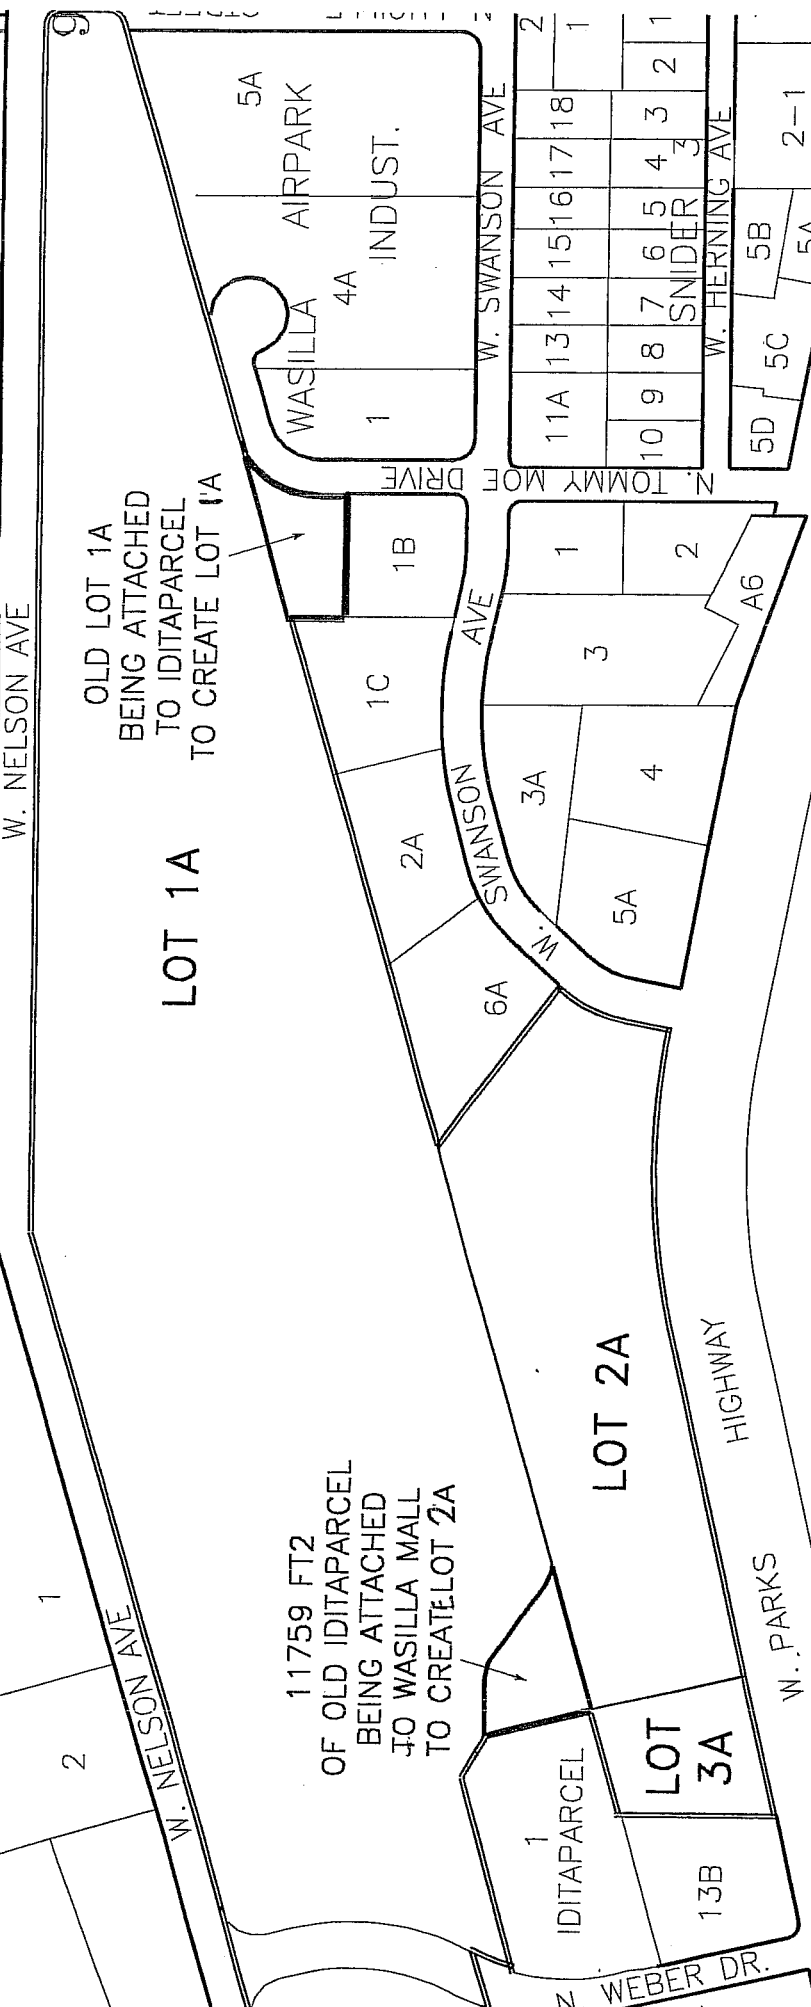 W. NELSON AVE
OLD LOT 1A
BEING ATTACHED
TO IDITAPARCEL
TO CREATE LOT 1'A
LOT 1A
5A
AIRPARK
INDUST.
WASILLA
4A
1
W. SWANSON AVE
2
1
1
2
18
3
17
4
3
16
5
15
6
14
7
13
8
11A
9
10
SNIDER
W. HERNING AVE
2-1
5B
5A
5C
5D
N. TOMMY MOE DRIVE
1B
1C
2A
6A
W. SWANSON AVE
1
2
A6
3
3A
4
5A
LOT 2A
HIGHWAY
W. PARKS
11759 FT2
OF OLD IDITAPARCEL
BEING ATTACHED
TO WASILLA MALL
TO CREATE LOT 2A
1
2
W. NELSON AVE
LOT
3A
1
IDITAPARCEL
13B
N WEBER DR.